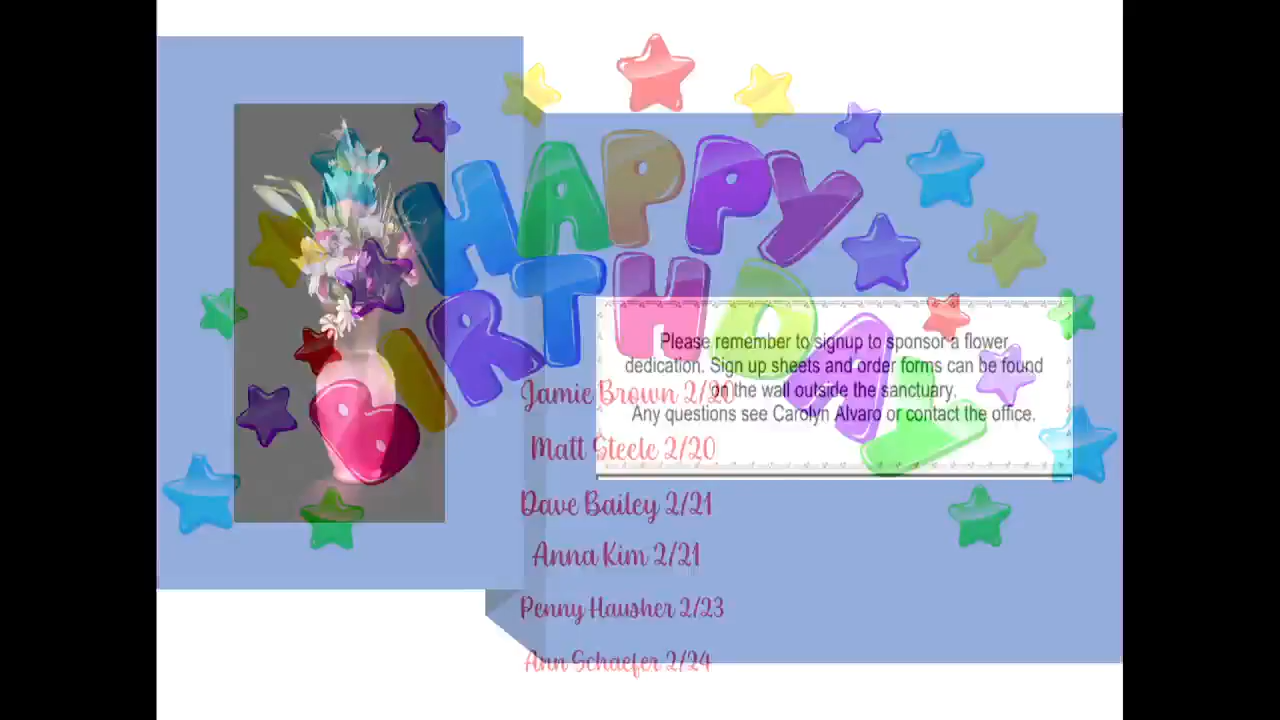 HAPPY
BIRTHDAY
Please remember to signup to sponsor a flower
dedication. Sign up sheets and order forms can be found
on the wall outside the sanctuary.
Any questions see Carolyn Alvaro or contact the office.
Jamie Brown 2/20
Matt Steele 2/20
Dave Bailey 2/21
Anna Kim 2/21
Penny Hausher 2/23
Ann Schaefer 2/24